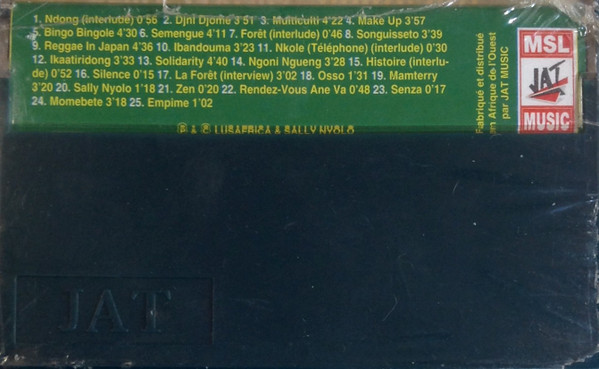 1. Ndong (interlude) 0'56 2. Djni Djome 3'51 3. Multiculti 4'22 4. Make Up 3'57
5. Bingo Bingole 4'30 6. Semengue 4'11 7. Forêt (interlude) 0'46 8. Songuisseto 3'39
9. Reggae In Japan 4'36 10. Ibandouma 3'23 11. Nkole (Téléphone) (interlude) 0'30
12. Ikaatiridong 3'33 13. Solidarity 4'40 14. Ngoni Ngueng 3'28 15. Histoire (interlu-
de) 0'52 16. Silence 0'15 17. La Forêt (interview) 3'02 18. Osso 1'31 19. Mamterry
3'20 20. Sally Nyolo 1'18 21. Zen 0'20 22. Rendez-Vous Ane Va 0'48 23. Senza 0'17
24. Momebete 3'18 25. Empime 1'02
℗ & © LUSAFRICA & SALLY NYOLO
Fabriqué et distribué
en Afrique de l'Ouest
par JAT MUSIC
MSL
JAT
MUSIC
JAT